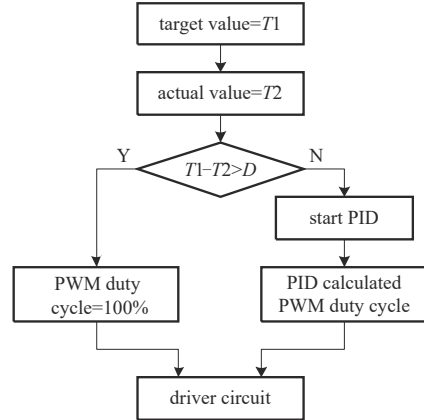 target value=T1
actual value=T2
Y
T1–T2>D
N
start PID
PWM duty
cycle=100%
PID calculated
PWM duty cycle
driver circuit